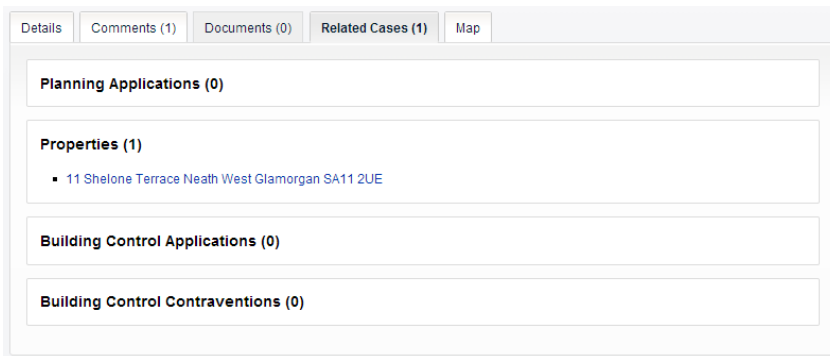 Details Comments (1) Documents (0) Related Cases (1) Map
Planning Applications (0)
Properties (1)
11 Shelone Terrace Neath West Glamorgan SA11 2UE
Building Control Applications (0)
Building Control Contraventions (0)